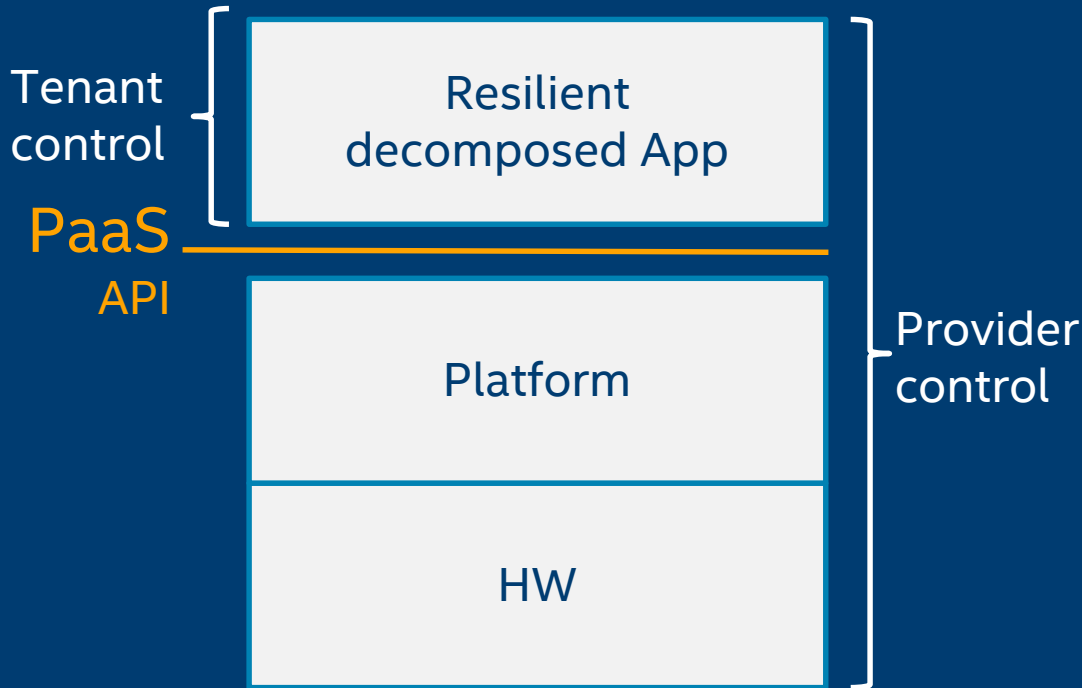 Tenant
control
Resilient
decomposed App
PaaS
API
Platform
Provider
control
HW